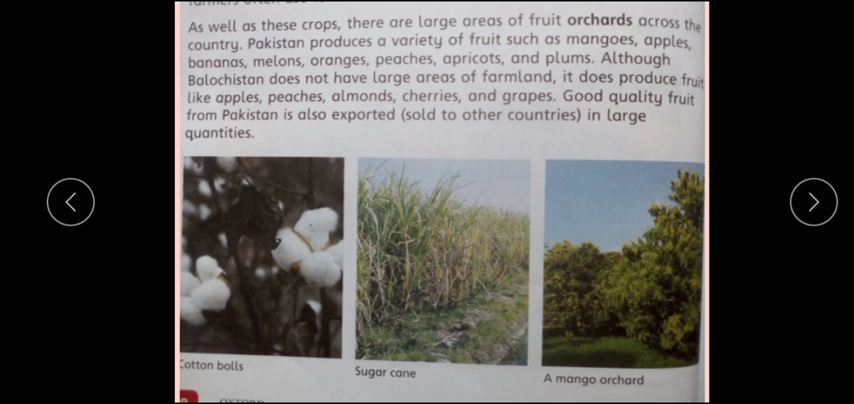 As well as these crops, there are large areas of fruit orchards across the
country. Pakistan produces a variety of fruit such as mangoes, apples,
bananas, melons, oranges, peaches, apricots, and plums. Although
Balochistan does not have large areas of farmland, it does produce fruit
like apples, peaches, almonds, cherries, and grapes. Good quality fruit
from Pakistan is also exported (sold to other countries) in large
quantities.
Cotton bolls
Sugar cane
A mango orchard
OXFORD